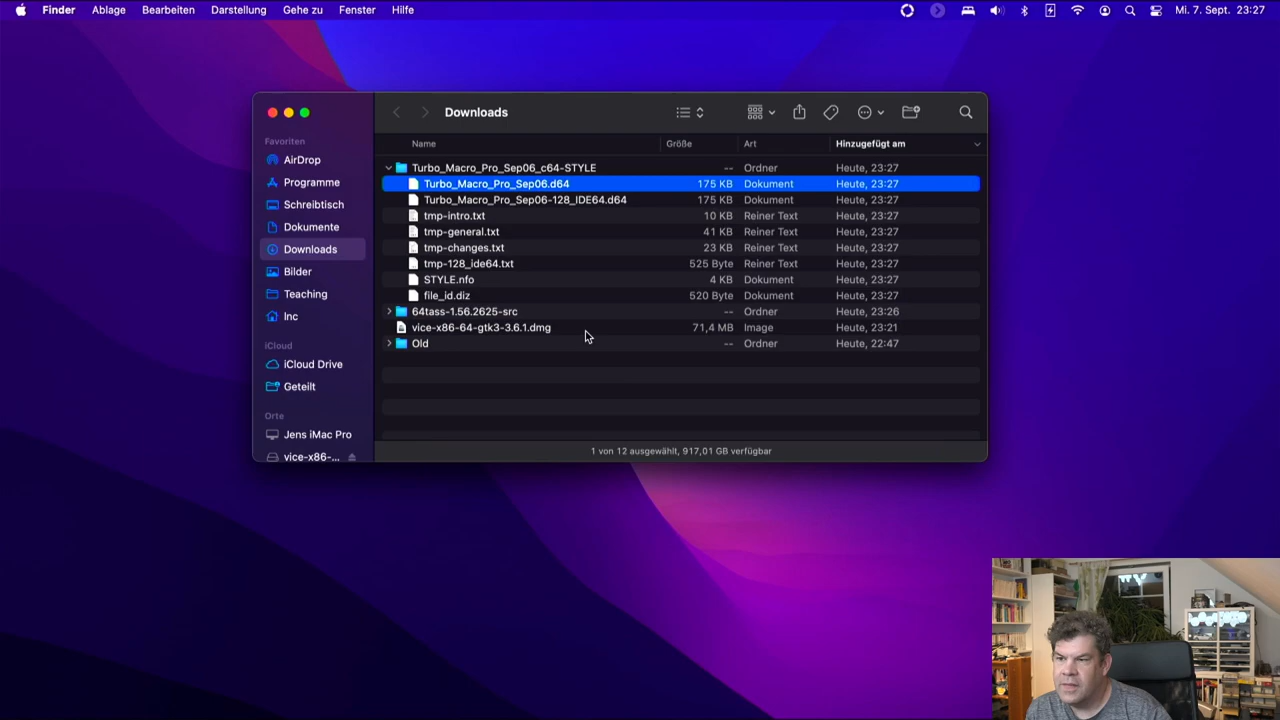 Finder Ablage Bearbeiten Darstellung Gehe zu Fenster Hilfe Mi. 7. Sept. 23:27
Downloads
Favoriten
AirDrop
Programme
Schreibtisch
Dokumente
Downloads
Bilder
Teaching
Inc
iCloud
iCloud Drive
Geteilt
Orte
Jens iMac Pro
vice-x86-...
Name Größe Art Hinzugefügt am
Turbo_Macro_Pro_Sep06_c64-STYLE -- Ordner Heute, 23:27
Turbo_Macro_Pro_Sep06.d64 175 KB Dokument Heute, 23:27
Turbo_Macro_Pro_Sep06-128_IDE64.d64 175 KB Dokument Heute, 23:27
tmp-intro.txt 10 KB Reiner Text Heute, 23:27
tmp-general.txt 41 KB Reiner Text Heute, 23:27
tmp-changes.txt 23 KB Reiner Text Heute, 23:27
tmp-128_ide64.txt 525 Byte Reiner Text Heute, 23:27
STYLE.nfo 4 KB Dokument Heute, 23:27
file_id.diz 520 Byte Dokument Heute, 23:27
64tass-1.56.2625-src -- Ordner Heute, 23:26
vice-x86-64-gtk3-3.6.1.dmg 71,4 MB Image Heute, 23:21
Old -- Ordner Heute, 22:47
1 von 12 ausgewählt, 917,01 GB verfügbar